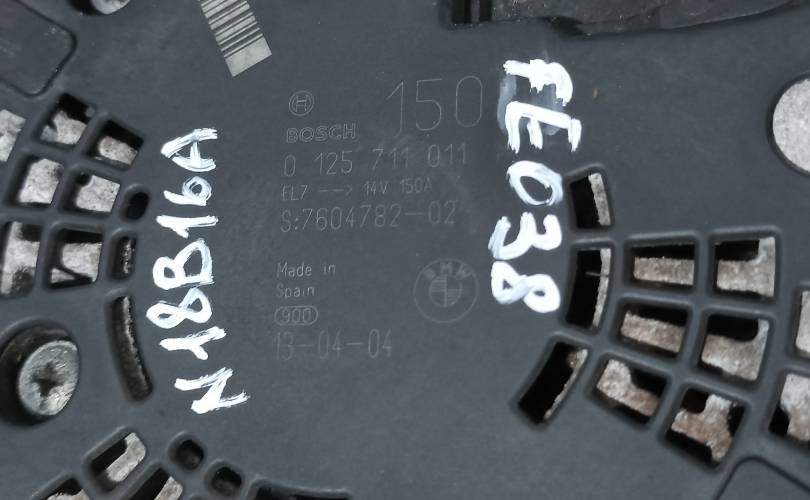 150
BOSCH
0 125 711 011
EL7 --> 14V 150A
S:7604782-02
Made in
Spain
900
13-04-04
BMW
N18B16A
FE038